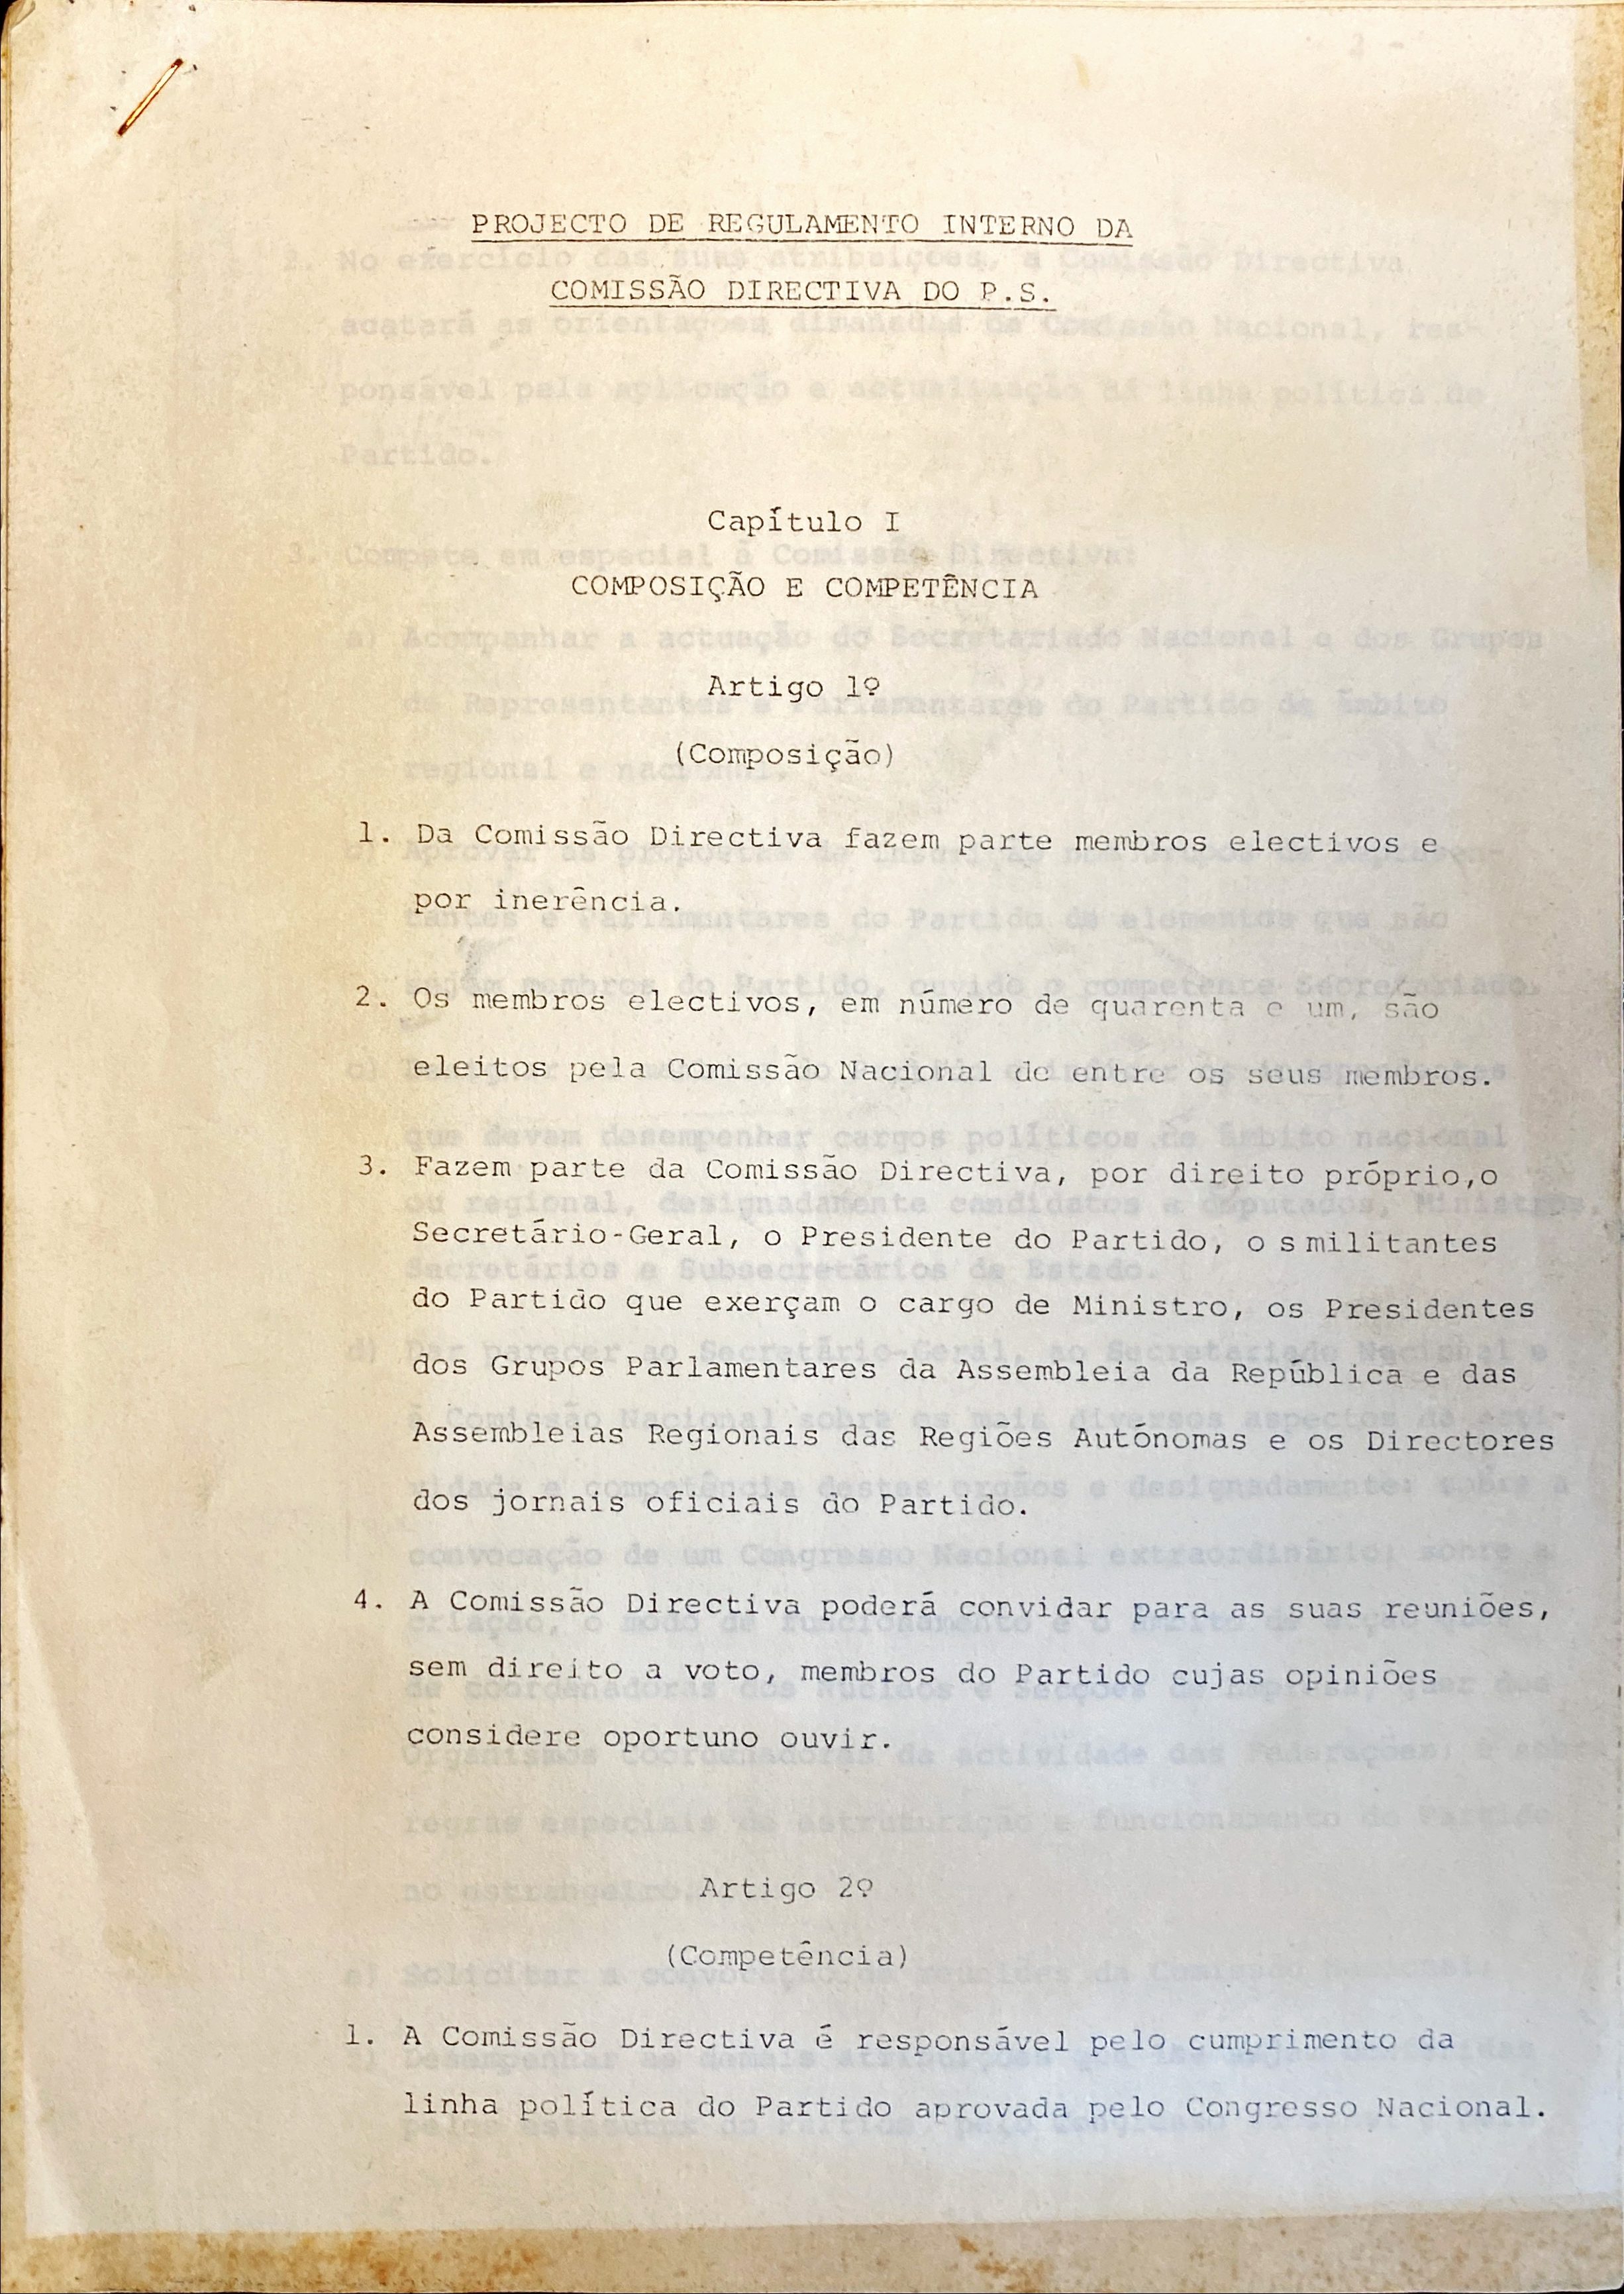 PROJECTO DE REGULAMENTO INTERNO DA
COMISSÃO DIRECTIVA DO P.S.
Capítulo I
COMPOSIÇÃO E COMPETÊNCIA
Artigo 1º
(Composição)
1. Da Comissão Directiva fazem parte membros electivos e
por inerência.
2. Os membros electivos, em número de quarenta e um, são
eleitos pela Comissão Nacional de entre os seus membros.
3. Fazem parte da Comissão Directiva, por direito próprio,o
Secretário-Geral, o Presidente do Partido, o s militantes
do Partido que exerçam o cargo de Ministro, os Presidentes
dos Grupos Parlamentares da Assembleia da República e das
Assembleias Regionais das Regiões Autónomas e os Directores
dos jornais oficiais do Partido.
4. A Comissão Directiva poderá convidar para as suas reuniões,
sem direito a voto, membros do Partido cujas opiniões
considere oportuno ouvir.
Artigo 2º
(Competência)
1. A Comissão Directiva é responsável pelo cumprimento da
linha política do Partido aprovada pelo Congresso Nacional.